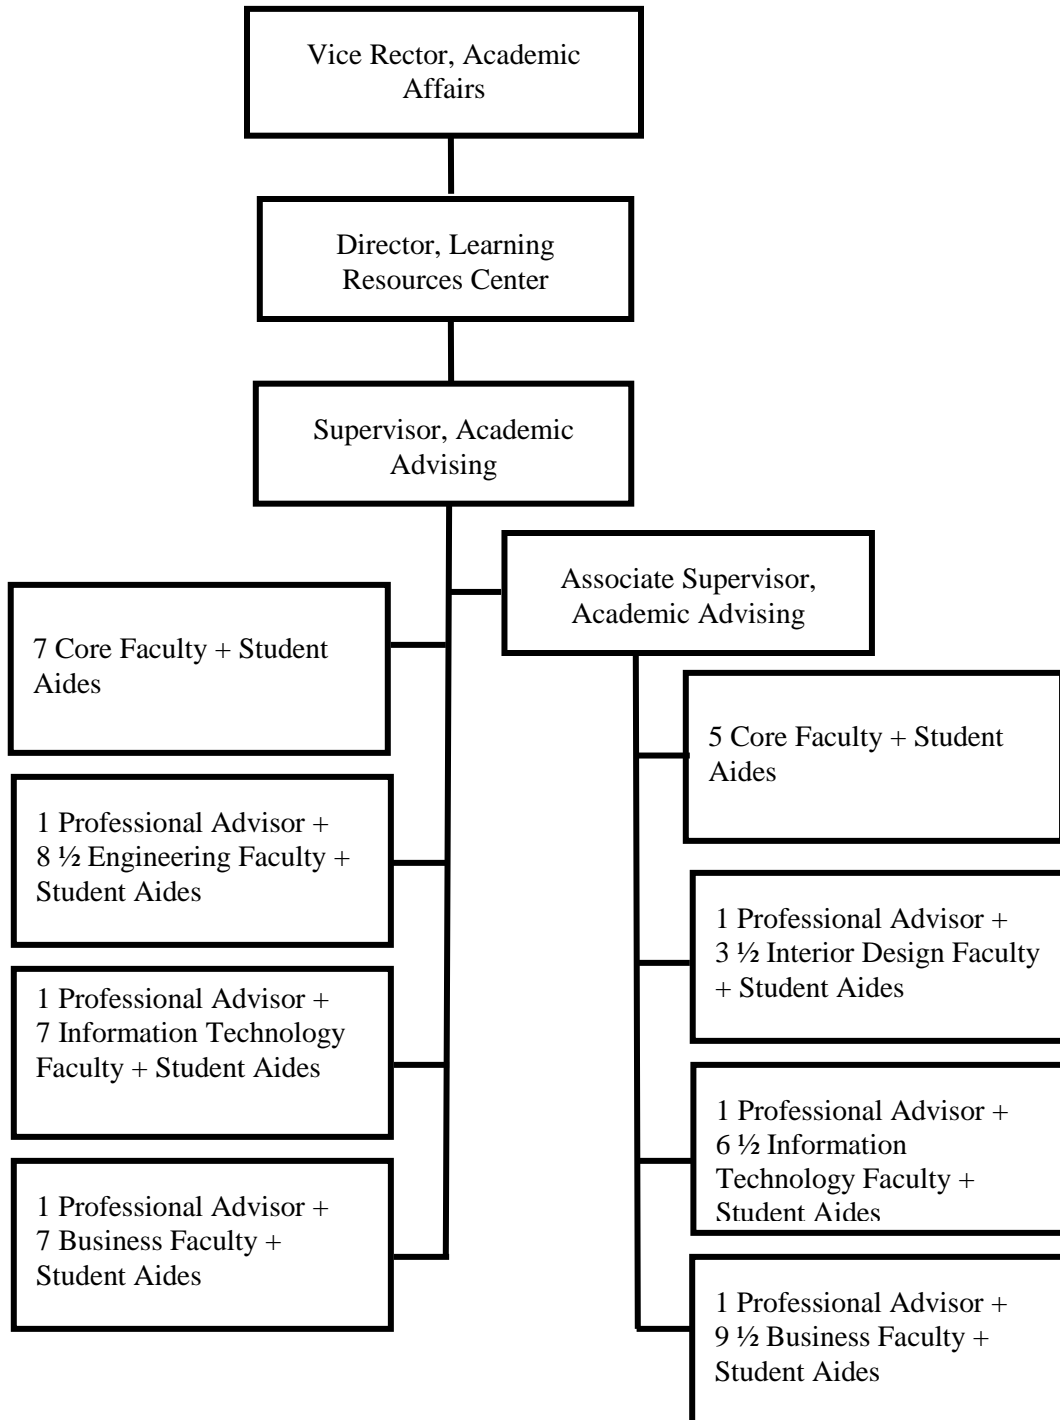 Vice Rector, Academic
Affairs
Director, Learning
Resources Center
Supervisor, Academic
Advising
Associate Supervisor,
Academic Advising
7 Core Faculty + Student
Aides
1 Professional Advisor +
8 ½ Engineering Faculty +
Student Aides
1 Professional Advisor +
7 Information Technology
Faculty + Student Aides
1 Professional Advisor +
7 Business Faculty +
Student Aides
5 Core Faculty + Student
Aides
1 Professional Advisor +
3 ½ Interior Design Faculty
+ Student Aides
1 Professional Advisor +
6 ½ Information
Technology Faculty +
Student Aides
1 Professional Advisor +
9 ½ Business Faculty +
Student Aides